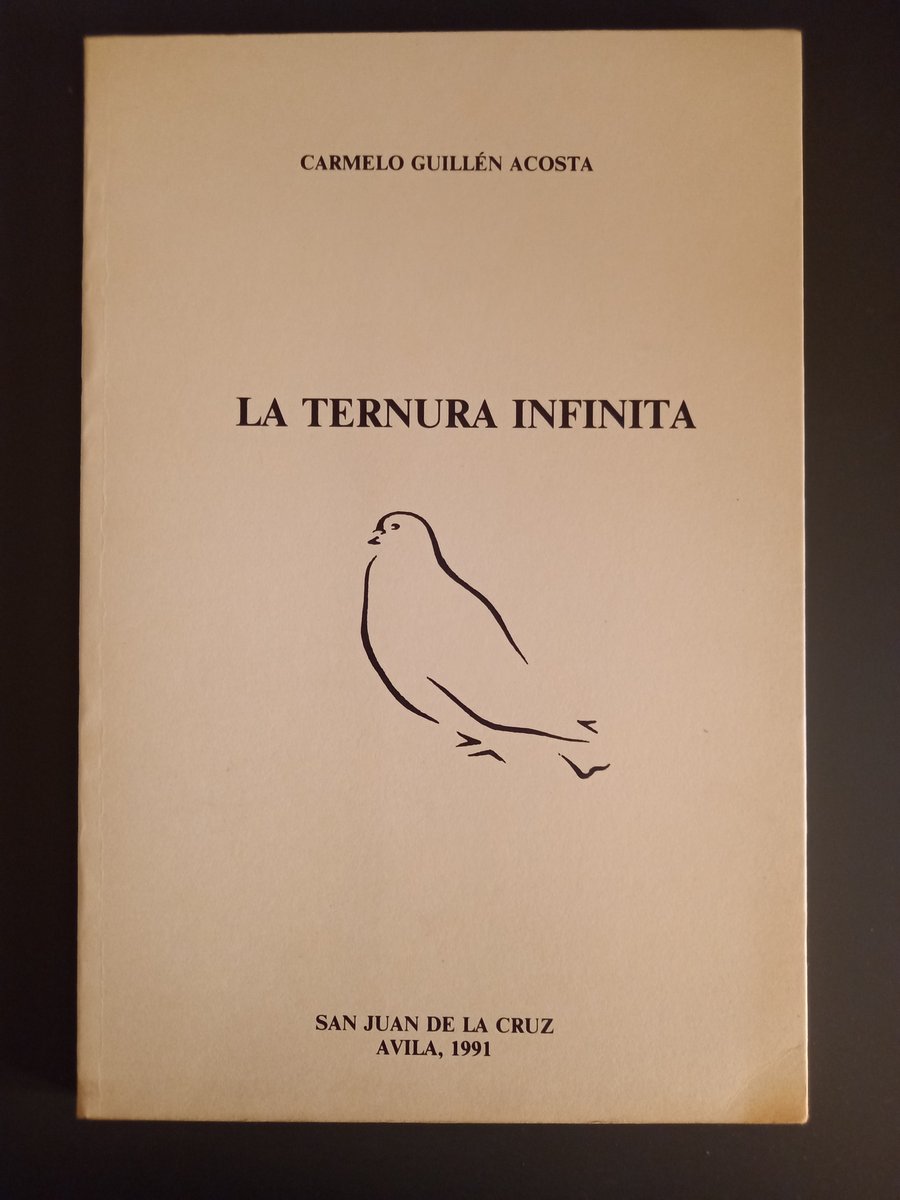 CARMELO GUILLÉN ACOSTA
LA TERNURA INFINITA
SAN JUAN DE LA CRUZ
AVILA, 1991